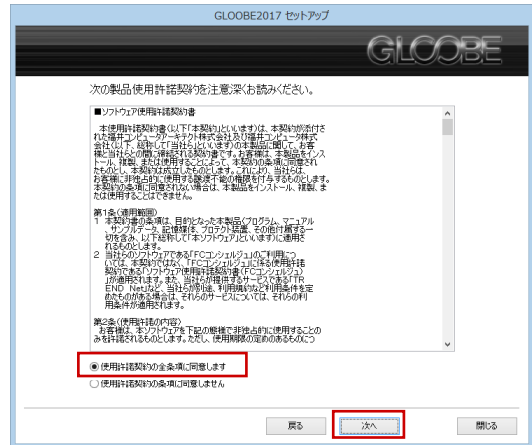 GLOOBE2017 セットアップ
GLOOBE
次の製品使用許諾契約を注意深くお読みください。
■ソフトウェア使用許諾契約書
本使用許諾契約書(以下「本契約」といいます)は、本契約が添付さ
れた福井コンピュータアーキテクト株式会社及び福井コンピュータ株式
会社(以下、総称して「当社ら」といいます)の本製品に関して、お客
様と当社らとの間に締結される契約書です。お客様は、本製品をインス
トール、複製、または使用することによって、本契約の条項に同意され
たものとし、本契約は成立したものとします。これにより、当社らは、
お客様に非独占的に使用する譲渡不能の権限を付与するものとします。
本契約の条項に同意されない場合は、本製品をインストール、複製、ま
たは使用することはできません。
第1条(適用範囲)
1 本契約書の条項は、目的となった本製品(プログラム、マニュアル
、サンプルデータ、記憶媒体、プロテクト装置、その他付属する一
切を含み、以下総称して「本ソフトウェア」といいます)に適用さ
れるものとします。
2 当社らのソフトウェアである「FCコンシェルジュ」のご利用につ
いては、本契約ではなく、「FCコンシェルジュ」に係る使用許諾
契約である「ソフトウェア使用許諾契約書(FCコンシェルジュ)
」が適用されます。また、当社らが提供するサービスである「TR
END Net」など、当社らが別途、利用規約など利用条件を定
めたものがある場合は、それらのサービスについては、それらの利
用条件が適用されます。
第2条(使用許諾の内容)
お客様は、本ソフトウェアを下記の態様で非独占的に使用することの
みを許諾されるものとします。ただし、使用期限の定めのあるものにつ
使用許諾契約の全条項に同意します
使用許諾契約の条項に同意しません
戻る
次へ
閉じる